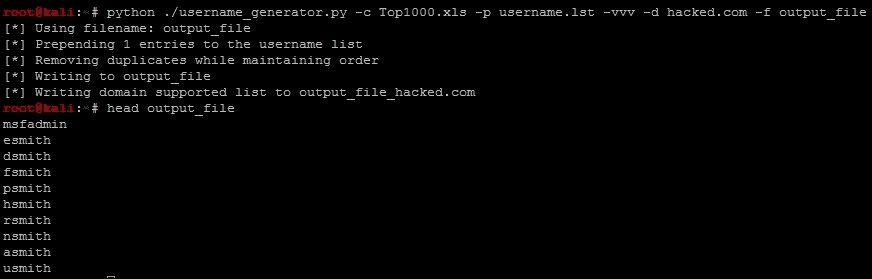 root@kali:~# python ./username_generator.py -c Top1000.xls -p username.lst -vvv -d hacked.com -f output_file
[*] Using filename: output_file
[*] Prepending 1 entries to the username list
[*] Removing duplicates while maintaining order
[*] Writing to output_file
[*] Writing domain supported list to output_file_hacked.com
root@kali:~# head output_file
msfadmin
esmith
dsmith
fsmith
psmith
hsmith
rsmith
nsmith
asmith
usmith